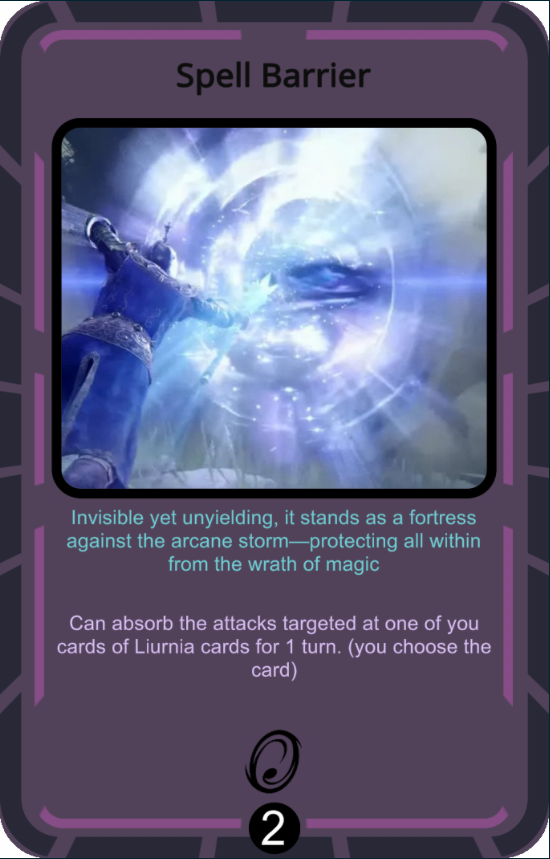 Spell Barrier
Invisible yet unyielding, it stands as a fortress
against the arcane storm—protecting all within
from the wrath of magic
Can absorb the attacks targeted at one of you
cards of Liurnia cards for 1 turn. (you choose the
card)
2